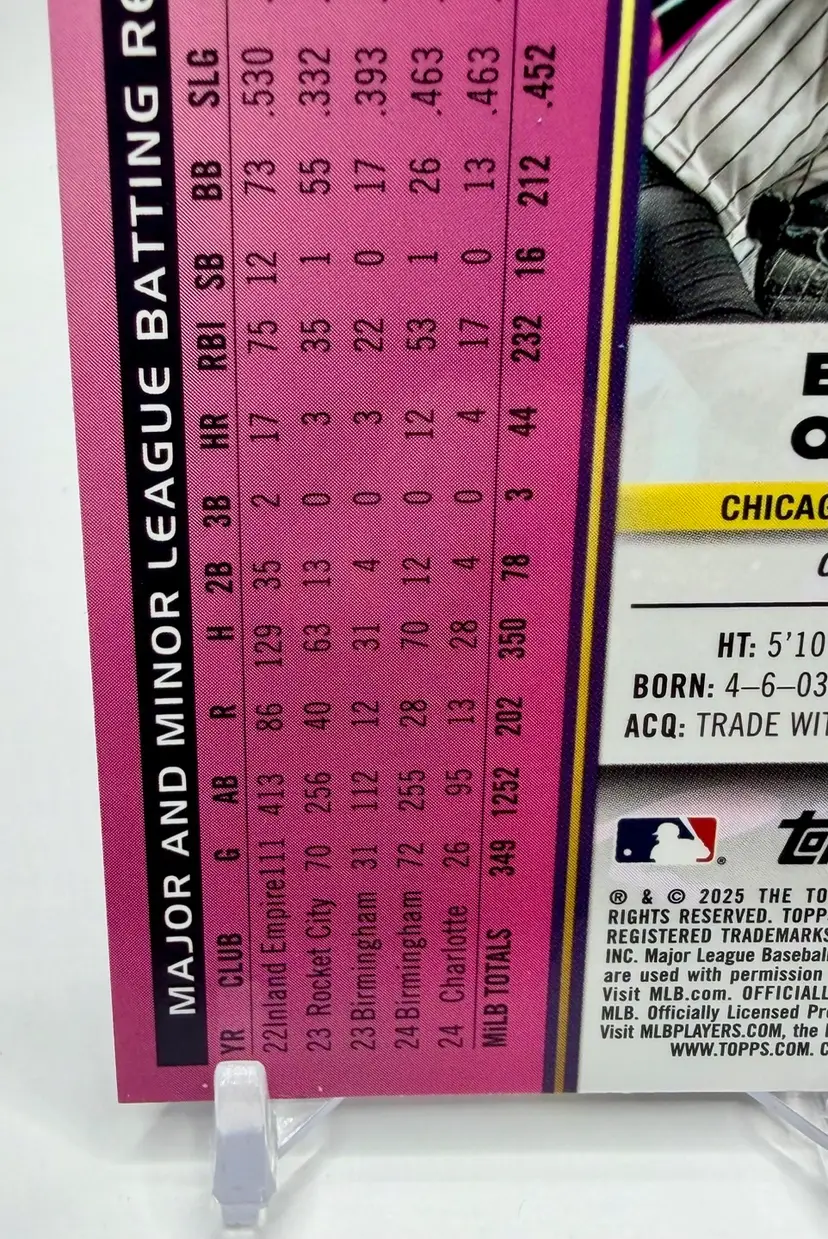 MAJOR AND MINOR LEAGUE BATTING
YR CLUB G AB R H 2B 3B HR RBI SB BB SLG
22 Inland Empire 111 413 86 129 35 2 17 75 12 73 .530
23 Rocket City 70 256 40 63 13 0 3 35 1 55 .332
23 Birmingham 31 112 12 31 4 0 3 22 0 17 .393
24 Birmingham 72 255 28 70 12 0 12 53 1 26 .463
24 Charlotte 26 95 13 28 4 0 4 17 0 13 .463
MiLB TOTALS 349 1252 202 350 78 3 44 232 16 212 .452
CHICAG
HT: 5'10
BORN: 4–6–03
ACQ: TRADE WIT
® & © 2025 THE TO
RIGHTS RESERVED. TOPP
REGISTERED TRADEMARKS
INC. Major League Baseball
are used with permission
Visit MLB.com. OFFICIALL
MLB. Officially Licensed Pr
Visit MLBPLAYERS.COM, the
WWW.TOPPS.COM. C